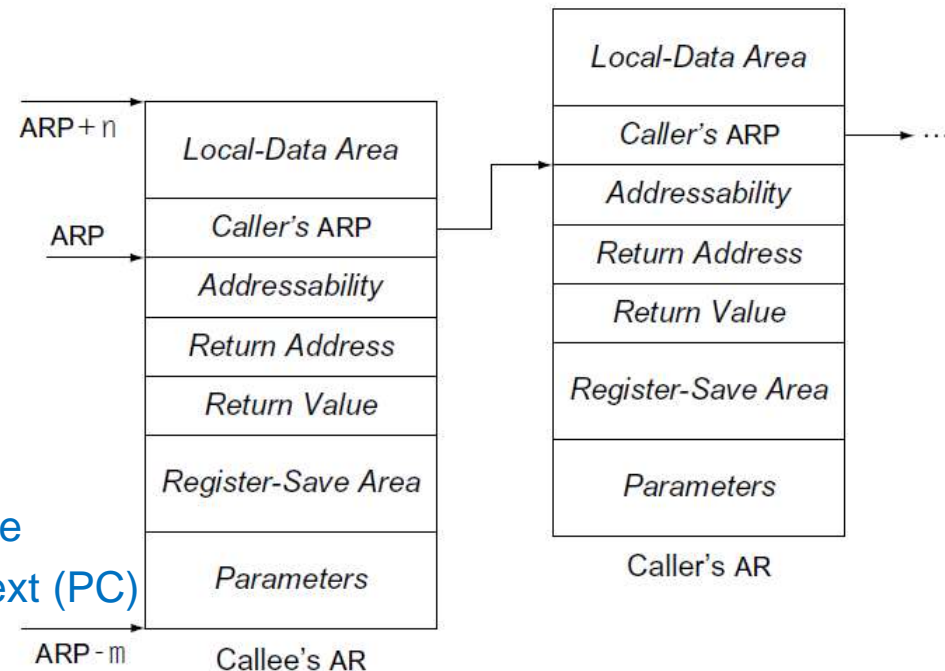 ARP+n
Local-Data Area
Caller's ARP
ARP
Addressability
Return Address
Return Value
Register-Save Area
Parameters
ARP-m
Callee's AR
Local-Data Area
Caller's ARP
...
Addressability
Return Address
Return Value
Register-Save Area
Parameters
Caller's AR
e
ext (PC)